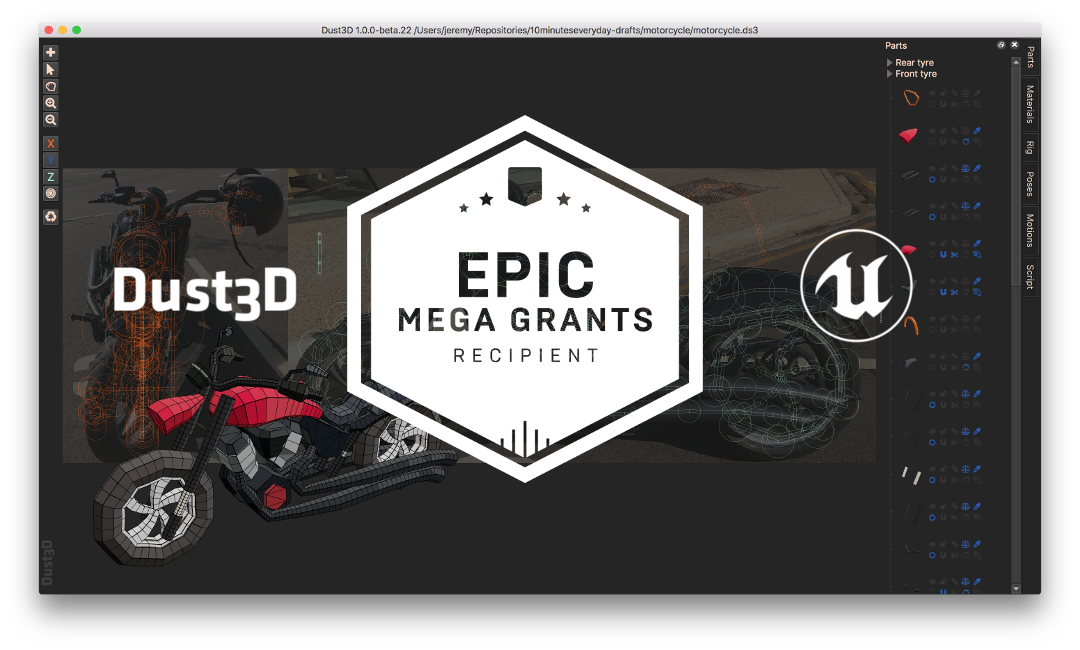 Dust3D 1.0.0-beta.22 /Users/jeremy/Repositories/10minuteseveryday-drafts/motorcycle/motorcycle.ds3
Parts
Rear tyre
Front tyre
X
Y
Z
Parts
Materials
Rig
Poses
Motions
Script
Dust3D
EPIC
MEGA GRANTS
RECIPIENT
Dust3D